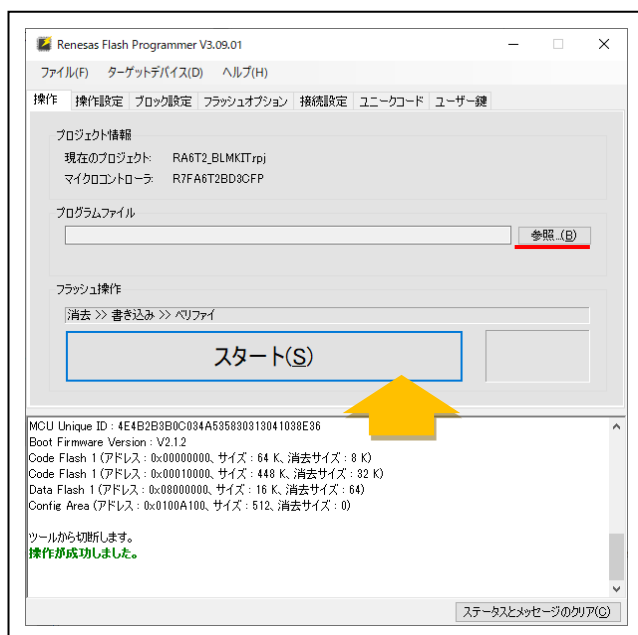 Renesas Flash Programmer V3.09.01
ファイル(F) ターゲットデバイス(D) ヘルプ(H)
操作 操作設定 ブロック設定 フラッシュオプション 接続設定 ユニークコード ユーザー鍵
プロジェクト情報
現在のプロジェクト: RA6T2_BLMKIT.rpj
マイクロコントローラ: R7FA6T2BD3CFP
プログラムファイル
参照...(B)
フラッシュ操作
消去 >> 書き込み >> ベリファイ
スタート(S)
MCU Unique ID : 4E4B2B3B0C034A535830313041038E36
Boot Firmware Version : V2.1.2
Code Flash 1 (アドレス : 0x00000000、サイズ : 64 K、消去サイズ : 8 K)
Code Flash 1 (アドレス : 0x00010000、サイズ : 448 K、消去サイズ : 32 K)
Data Flash 1 (アドレス : 0x08000000、サイズ : 16 K、消去サイズ : 64)
Config Area (アドレス : 0x0100A100、サイズ : 512、消去サイズ : 0)
ツールから切断します。
操作が成功しました。
ステータスとメッセージのクリア(C)